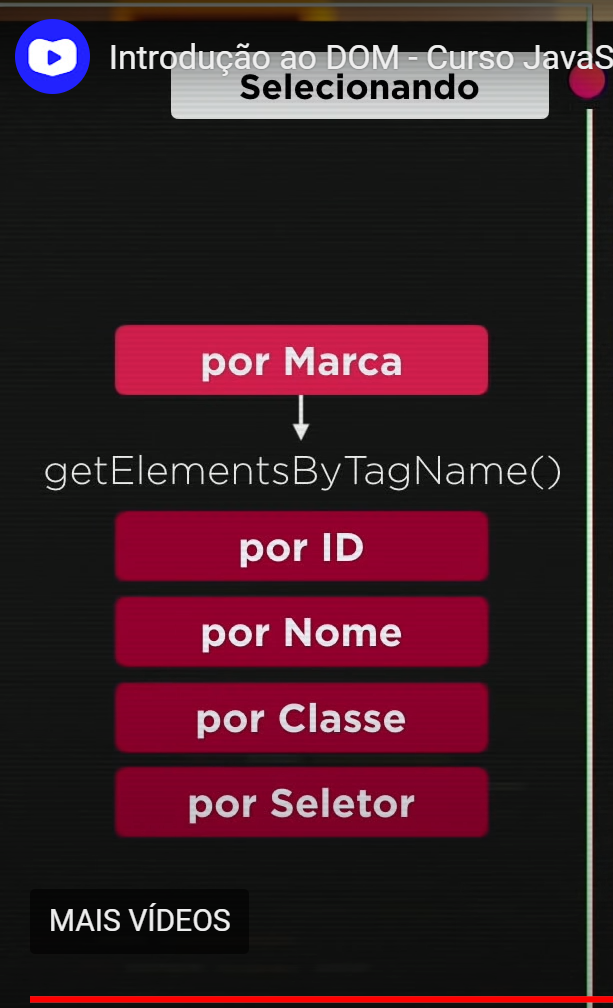 Introdução ao DOM - Curso JavaS
Selecionando
por Marca
getElementsByTagName()
por ID
por Nome
por Classe
por Seletor
MAIS VÍDEOS